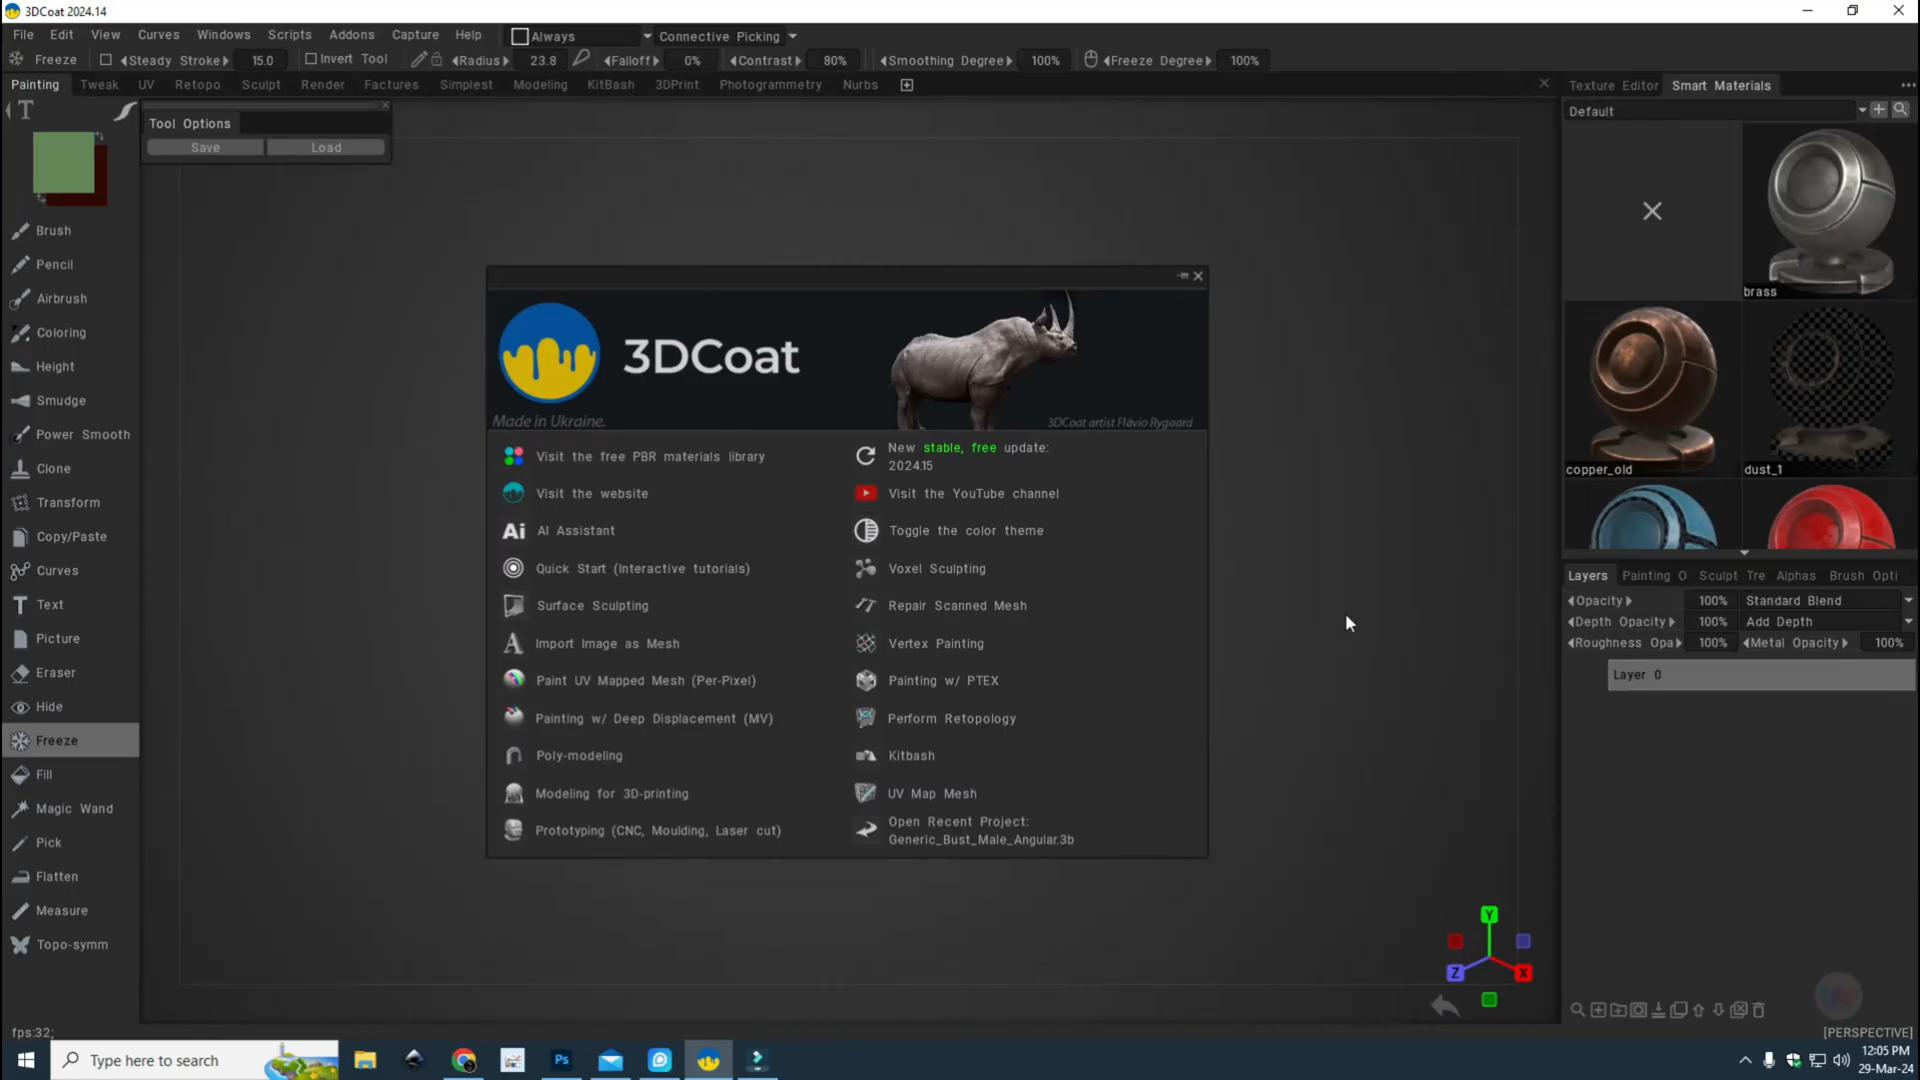 3DCoat 2024.14
File Edit View Curves Windows Scripts Addons Capture Help Always Connective Picking
Freeze Steady Stroke 15.0 Invert Tool Radius 23.8 Falloff 0% Contrast 80% Smoothing Degree 100% Freeze Degree 100%
Painting Tweak UV Retopo Sculpt Render Factures Simplest Modeling KitBash 3DPrint Photogrammetry Nurbs
Texture Editor Smart Materials
Default
T
Tool Options
Save Load
Brush
Pencil
Airbrush
Coloring
Height
Smudge
Power Smooth
Clone
Transform
Copy/Paste
Curves
Text
Picture
Eraser
Hide
Freeze
Fill
Magic Wand
Pick
Flatten
Measure
Topo-symm
3DCoat
Made in Ukraine.
3DCoat artist Flávio Rygaard
Visit the free PBR materials library
New stable, free update:
2024.15
Visit the website
Visit the YouTube channel
Ai AI Assistant
Toggle the color theme
Quick Start (Interactive tutorials)
Voxel Sculpting
Surface Sculpting
Repair Scanned Mesh
Import Image as Mesh
Vertex Painting
Paint UV Mapped Mesh (Per-Pixel)
Painting w/ PTEX
Painting w/ Deep Displacement (MV)
Perform Retopology
Poly-modeling
Kitbash
Modeling for 3D-printing
UV Map Mesh
Prototyping (CNC, Moulding, Laser cut)
Open Recent Project:
Generic_Bust_Male_Angular.3b
brass
copper_old
dust_1
Layers Painting O Sculpt Tre Alphas Brush Opti
Opacity 100% Standard Blend
Depth Opacity 100% Add Depth
Roughness Opa 100% Metal Opacity 100%
Layer 0
Y
Z
X
[PERSPECTIVE]
fps:32;
Type here to search
Ps
12:05 PM
29-Mar-24